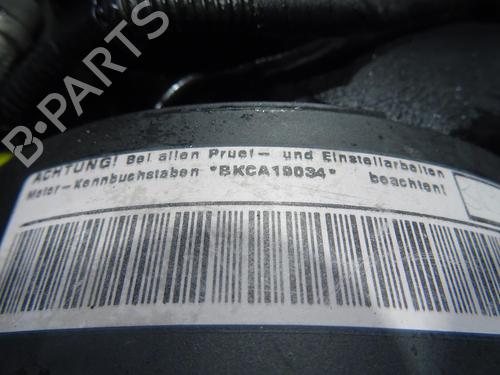 B-PARTS
ACHTUNG! Bei allen Pruef- und Einstellarbeiten
Motor-Kennbuchstaben "BKCA19034" beachten!